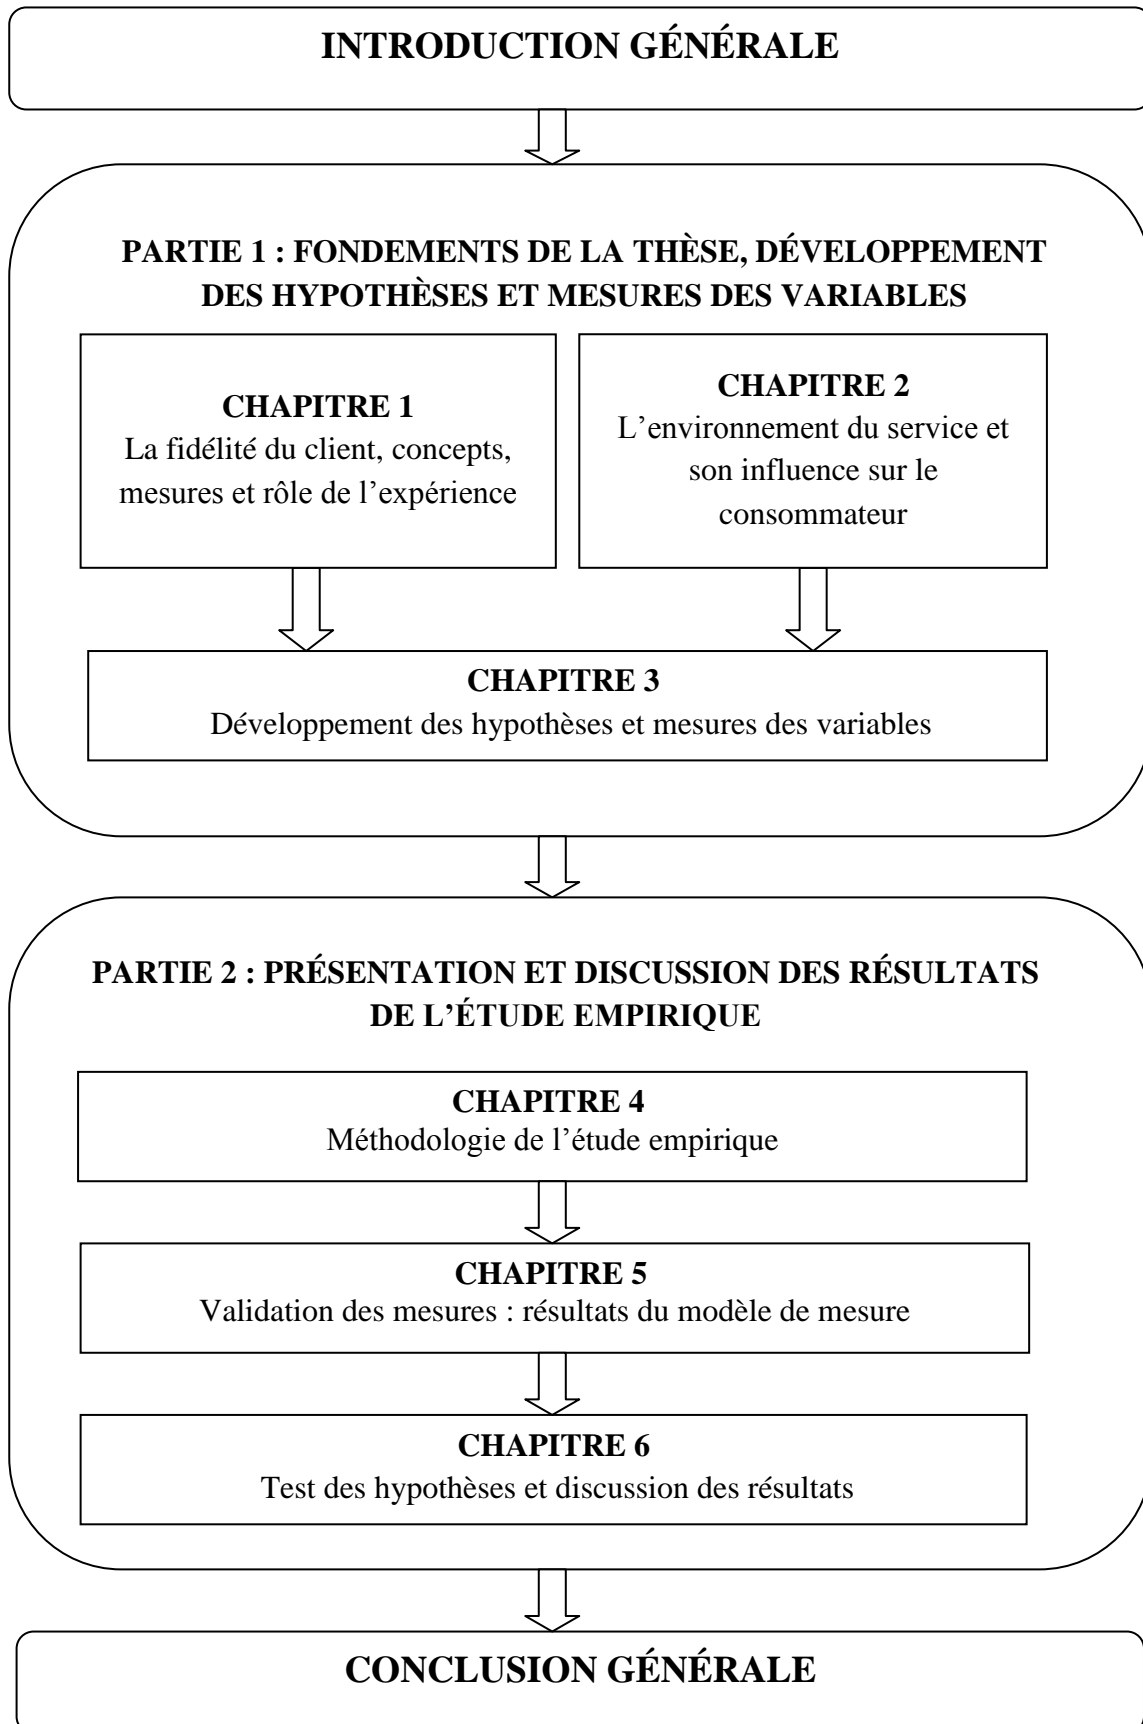 INTRODUCTION GÉNÉRALE
PARTIE 1 : FONDEMENTS DE LA THÈSE, DÉVELOPPEMENT
DES HYPOTHÈSES ET MESURES DES VARIABLES
CHAPITRE 1
La fidélité du client, concepts,
mesures et rôle de l’expérience
CHAPITRE 2
L’environnement du service et
son influence sur le
consommateur
CHAPITRE 3
Développement des hypothèses et mesures des variables
PARTIE 2 : PRÉSENTATION ET DISCUSSION DES RÉSULTATS
DE L’ÉTUDE EMPIRIQUE
CHAPITRE 4
Méthodologie de l’étude empirique
CHAPITRE 5
Validation des mesures : résultats du modèle de mesure
CHAPITRE 6
Test des hypothèses et discussion des résultats
CONCLUSION GÉNÉRALE